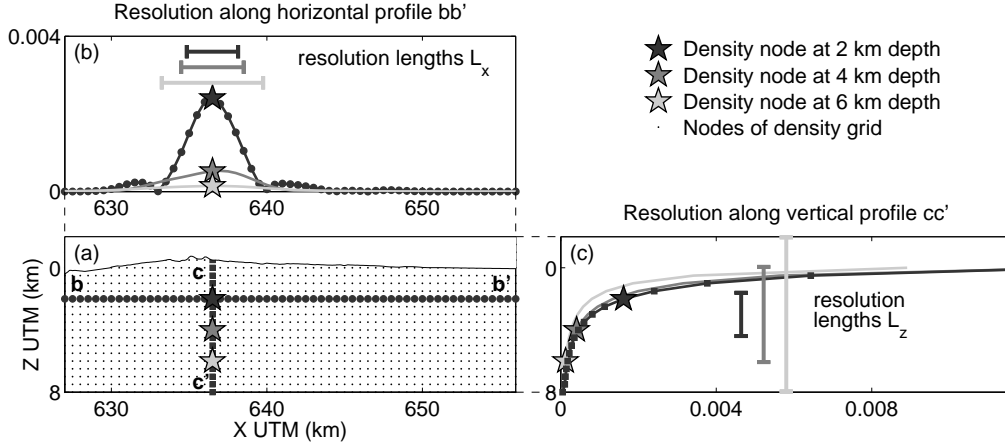 Resolution along horizontal profile bb'
0.004
(b)
resolution lengths Lx
0
630
640
650
Density node at 2 km depth
Density node at 4 km depth
Density node at 6 km depth
Nodes of density grid
Resolution along vertical profile cc'
(a)
0
c
b
b'
c'
8
Z UTM (km)
630
640
650
X UTM (km)
(c)
0
resolution
lengths Lz
8
0
0.004
0.008